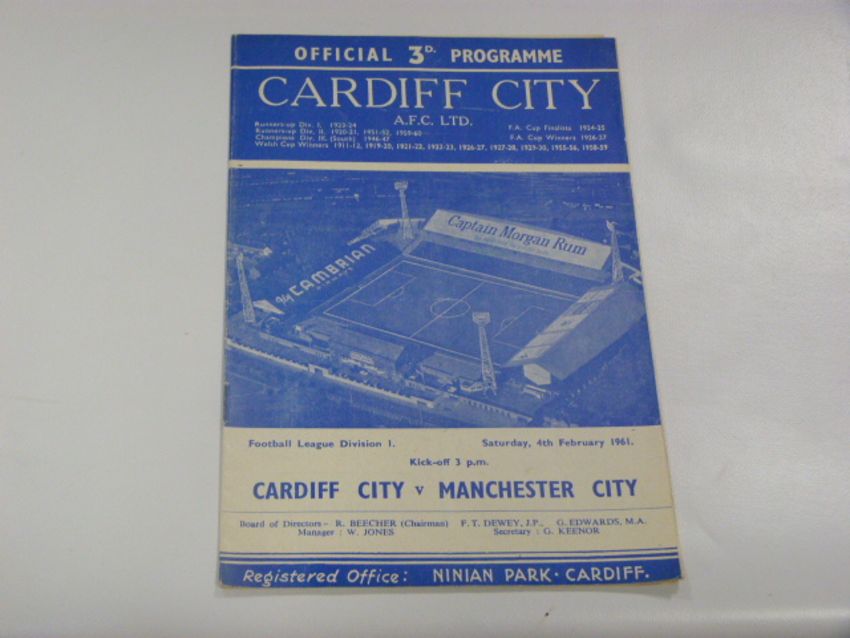 OFFICIAL 3D. PROGRAMME
CARDIFF CITY
A.F.C. LTD.
Runners-up Div. I, 1923-24
Runners-up Div. II, 1920-21, 1951-52, 1959-60
Champions Div. III. (South) 1946-47
F.A. Cup Finalists 1924-25
F.A. Cup Winners 1926-27
Welsh Cup Winners 1911-12, 1919-20, 1921-22, 1922-23, 1926-27, 1927-28, 1929-30, 1955-56, 1958-59
Captain Morgan Rum
CAMBRIAN
Football League Division 1. Saturday, 4th February 1961.
Kick-off 3 p.m.
CARDIFF CITY v MANCHESTER CITY
Board of Directors— R. BEECHER (Chairman) F. T. DEWEY, J.P., G. EDWARDS, M.A.
Manager : W. JONES Secretary : G. KEENOR
Registered Office: NINIAN PARK · CARDIFF.